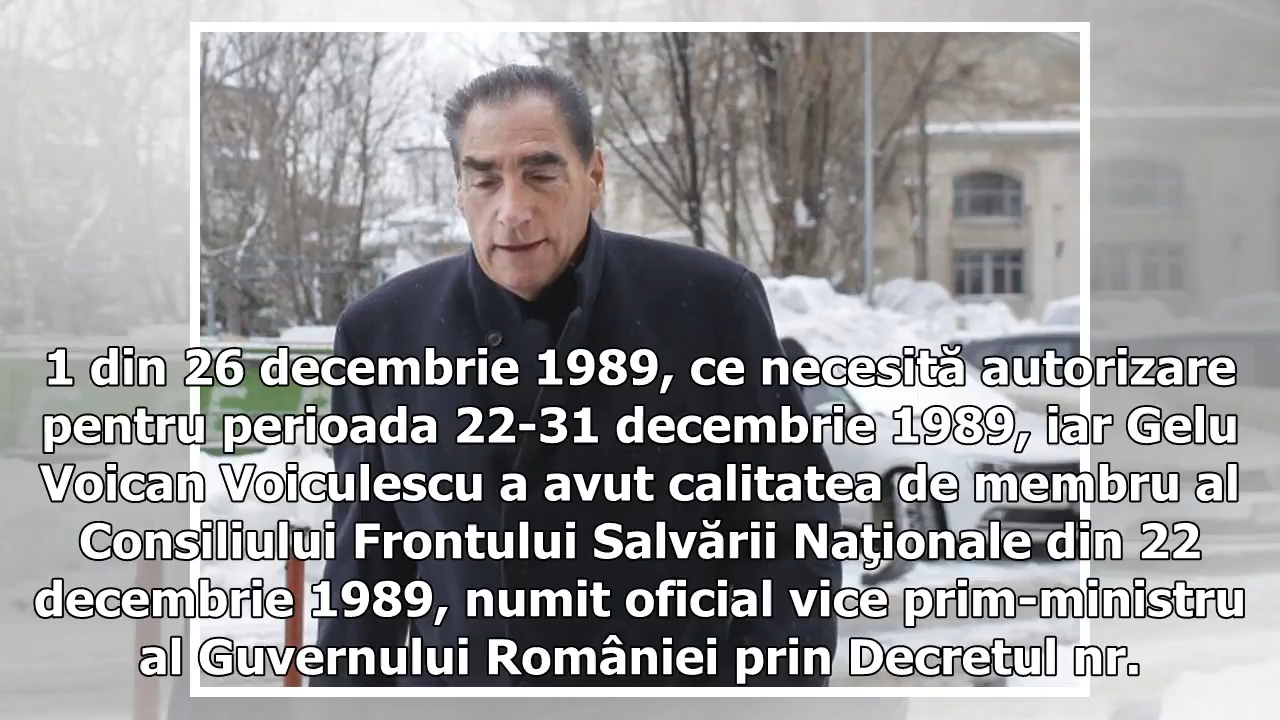 1 din 26 decembrie 1989, ce necesită autorizare
pentru perioada 22-31 decembrie 1989, iar Gelu
Voican Voiculescu a avut calitatea de membru al
Consiliului Frontului Salvării Naţionale din 22
decembrie 1989, numit oficial vice prim-ministru
al Guvernului României prin Decretul nr.